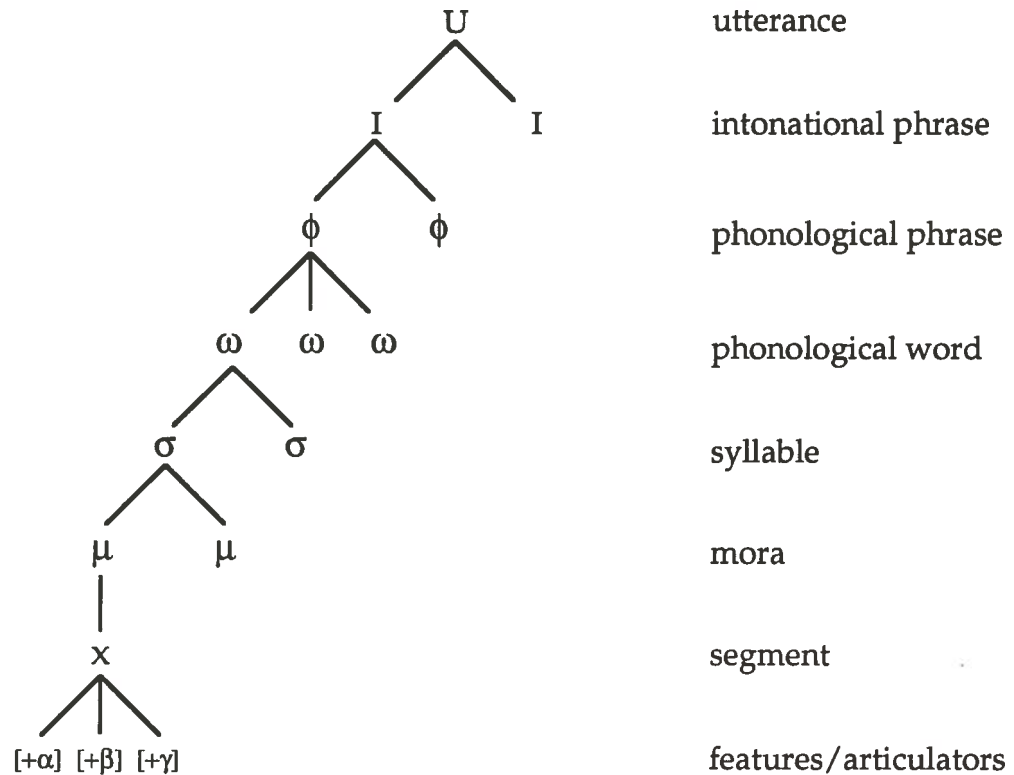 U utterance
I I intonational phrase
ϕ ϕ phonological phrase
ω ω ω phonological word
σ σ syllable
μ μ mora
x segment
[+α] [+β] [+γ] features/articulators